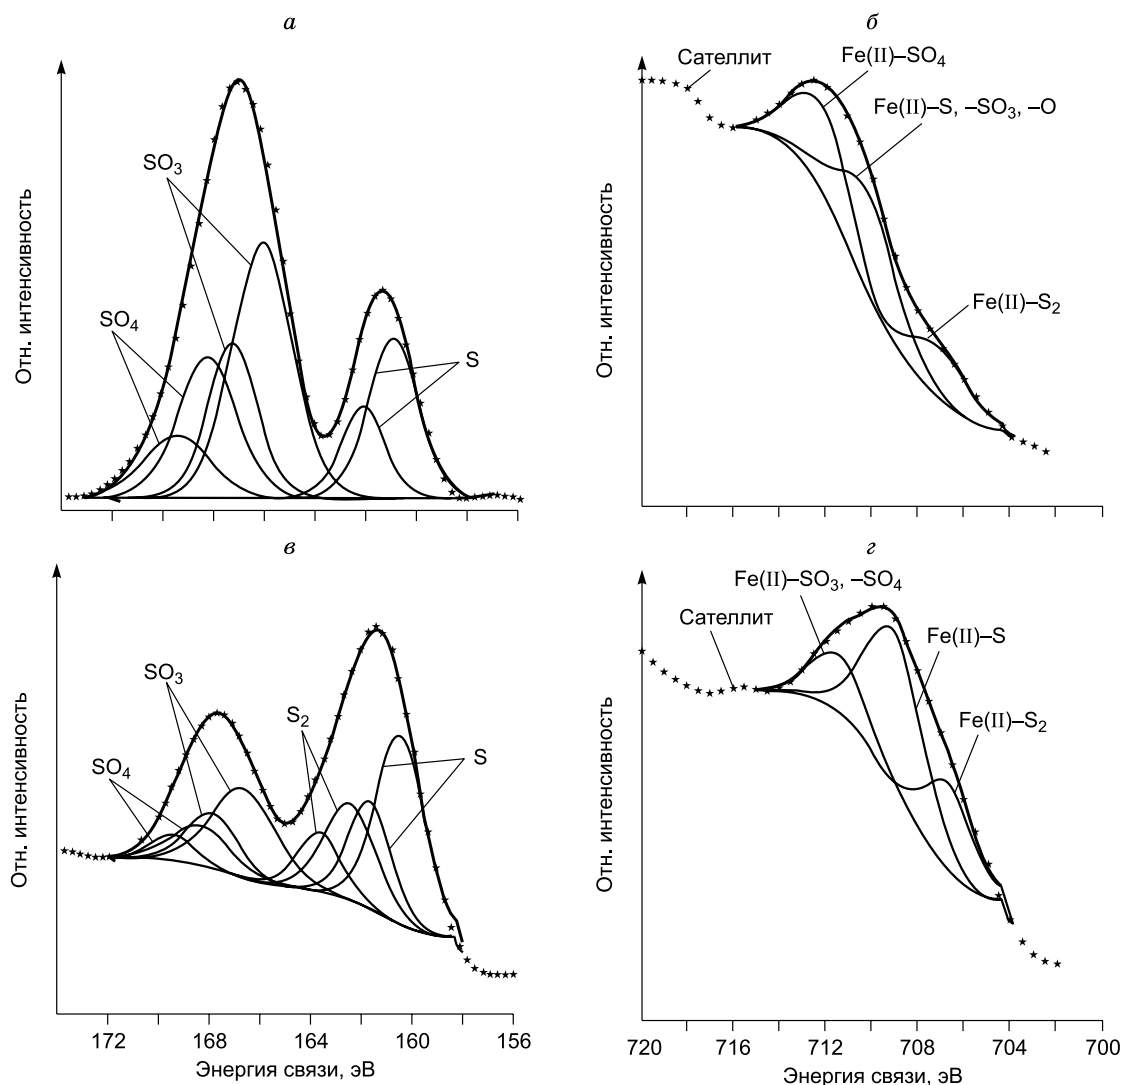 а
Отн. интенсивность
SO3
SO4
S
б
Отн. интенсивность
Сателлит
Fe(II)–SO4
Fe(II)–S, –SO3, –O
Fe(II)–S2
в
Отн. интенсивность
SO3
SO4
S2
S
172 168 164 160 156
Энергия связи, эВ
г
Отн. интенсивность
Fe(II)–SO3, –SO4
Сателлит
Fe(II)–S
Fe(II)–S2
720 716 712 708 704 700
Энергия связи, эВ